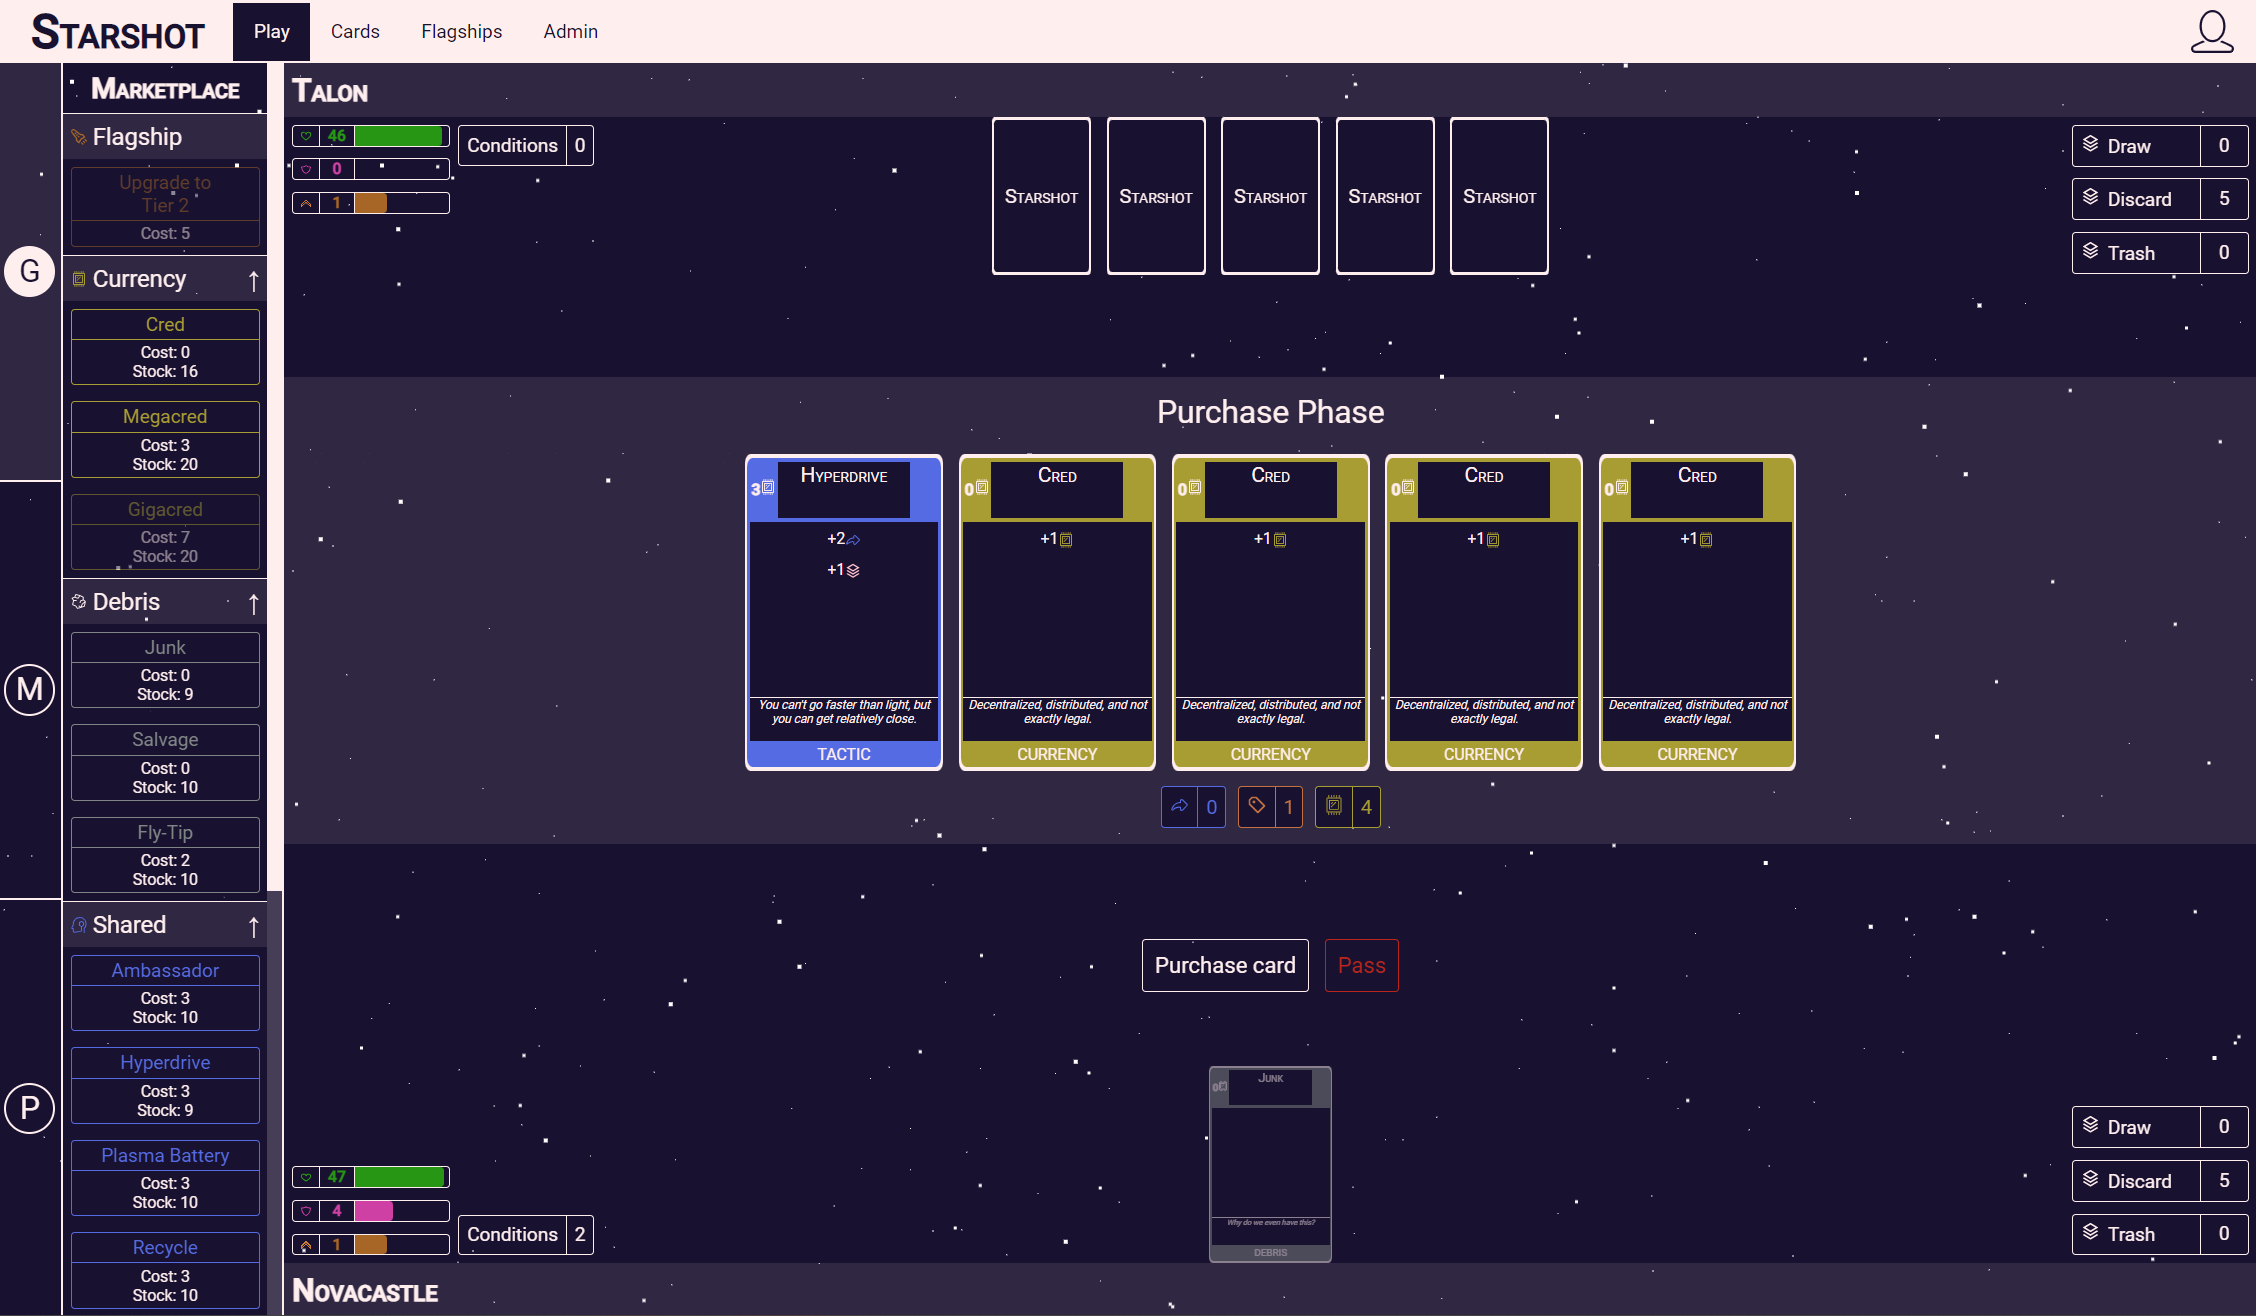 STARSHOT
Play
Cards
Flagships
Admin
MARKETPLACE
Flagship
Upgrade to
Tier 2
Cost: 5
Currency
Cred
Cost: 0
Stock: 16
Megacred
Cost: 3
Stock: 20
Gigacred
Cost: 7
Stock: 20
Debris
Junk
Cost: 0
Stock: 9
Salvage
Cost: 0
Stock: 10
Fly-Tip
Cost: 2
Stock: 10
Shared
Ambassador
Cost: 3
Stock: 10
Hyperdrive
Cost: 3
Stock: 9
Plasma Battery
Cost: 3
Stock: 10
Recycle
Cost: 3
Stock: 10
G
M
P
TALON
46
0
1
Conditions 0
STARSHOT
STARSHOT
STARSHOT
STARSHOT
STARSHOT
Draw 0
Discard 5
Trash 0
Purchase Phase
3
HYPERDRIVE
+2
+1
You can't go faster than light, but
you can get relatively close.
TACTIC
0
CRED
+1
Decentralized, distributed, and not
exactly legal.
CURRENCY
0
CRED
+1
Decentralized, distributed, and not
exactly legal.
CURRENCY
0
CRED
+1
Decentralized, distributed, and not
exactly legal.
CURRENCY
0
CRED
+1
Decentralized, distributed, and not
exactly legal.
CURRENCY
0
1
4
Purchase card
Pass
0
JUNK
Why do we even have this?
DEBRIS
47
4
1
Conditions 2
Draw 0
Discard 5
Trash 0
NOVACASTLE